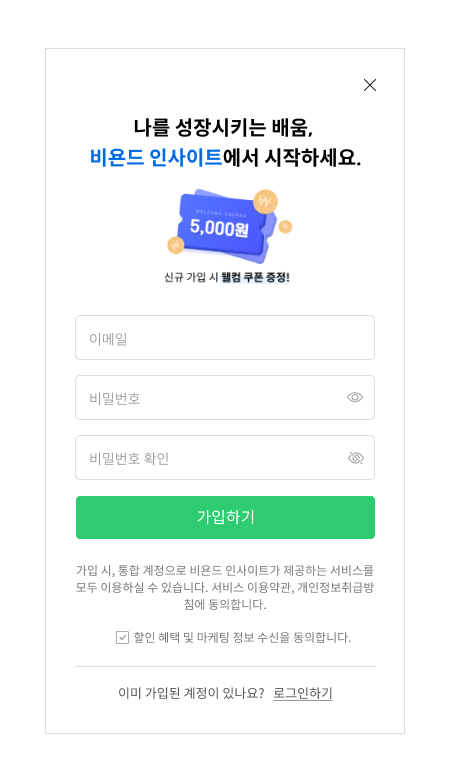 나를 성장시키는 배움,
비욘드 인사이트에서 시작하세요.
WELCOME COUPON
5,000원
신규 가입 시 웰컴 쿠폰 증정!
이메일
비밀번호
비밀번호 확인
가입하기
가입 시, 통합 계정으로 비욘드 인사이트가 제공하는 서비스를
모두 이용하실 수 있습니다. 서비스 이용약관, 개인정보취급방
침에 동의합니다.
할인 혜택 및 마케팅 정보 수신을 동의합니다.
이미 가입된 계정이 있나요? 로그인하기